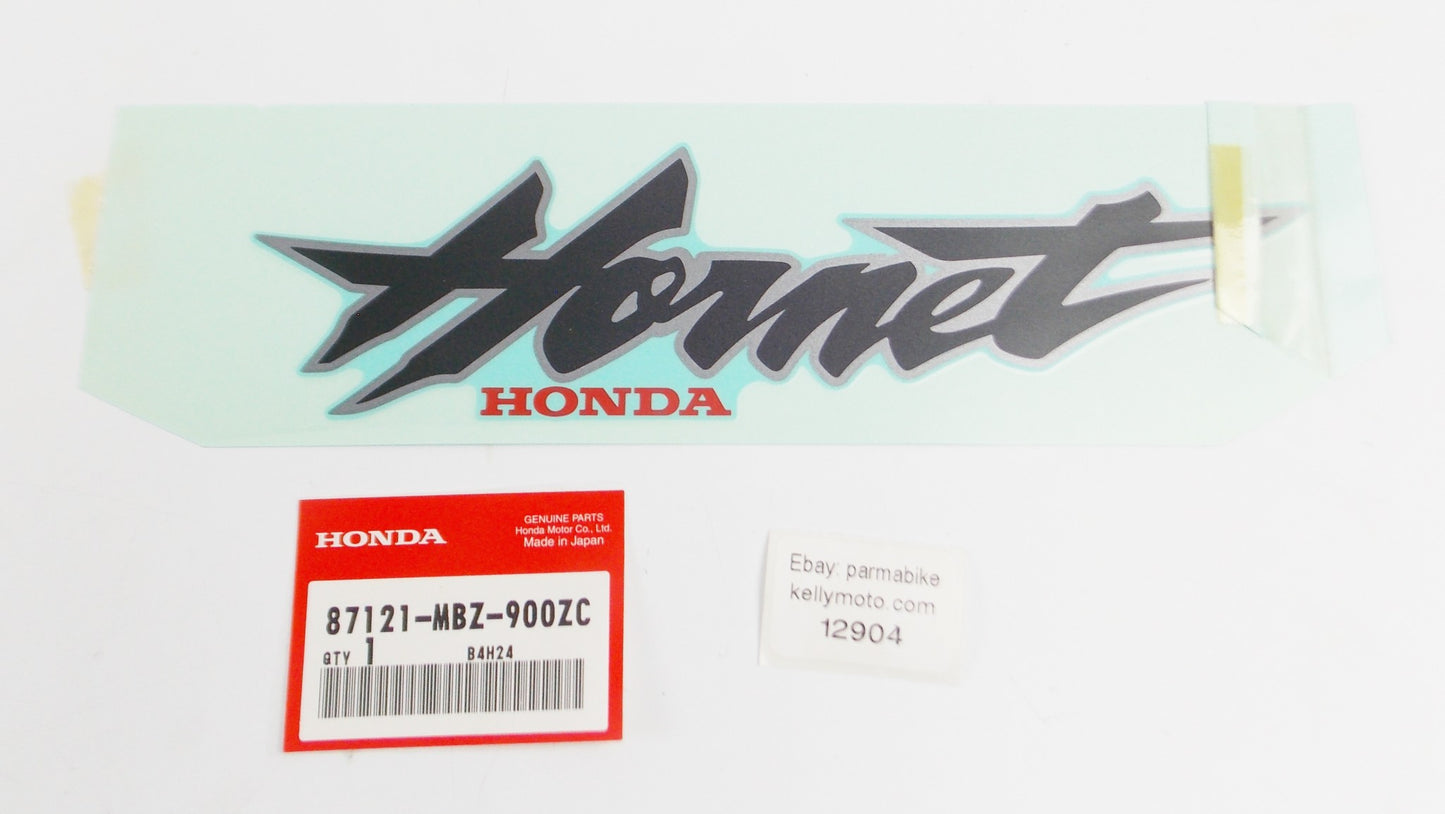 Hornet
HONDA
HONDA
GENUINE PARTS
Honda Motor Co., Ltd.
Made in Japan
87121-MBZ-900ZC
QTY 1 B4H24
Ebay: parmabike
kellymoto.com
12904